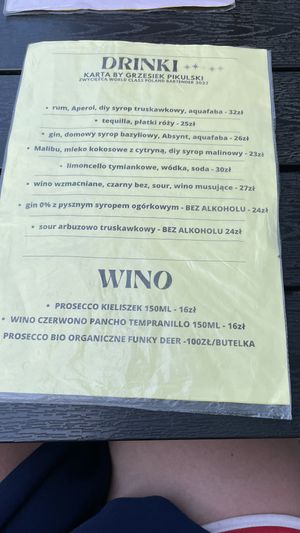 DRINKI
KARTA BY GRZESIEK PIKULSKI
ZWYCIĘZCA WORLD CLASS POLAND BARTENDER 2022
• rum, Aperol, diy syrop truskawkowy, aquafaba - 32zł
• tequilla, płatki róży - 25zł
• gin, domowy syrop bazyliowy, Absynt, aquafaba - 26zł
• Malibu, mleko kokosowe z cytryną, diy syrop malinowy - 23zł
• limoncello tymiankowe, wódka, soda - 30zł
• wino wzmacniane, czarny bez, sour, wino musujące - 27zł
• gin 0% z pysznym syropem ogórkowym - BEZ ALKOHOLU - 24zł
• sour arbuzowo truskawkowy - BEZ ALKOHOLU 24zł
WINO
• PROSECCO KIELISZEK 150ML - 16zł
• WINO CZERWONO PANCHO TEMPRANILLO 150ML - 16zł
PROSECCO BIO ORGANICZNE FUNKY DEER -100ZŁ/BUTELKA